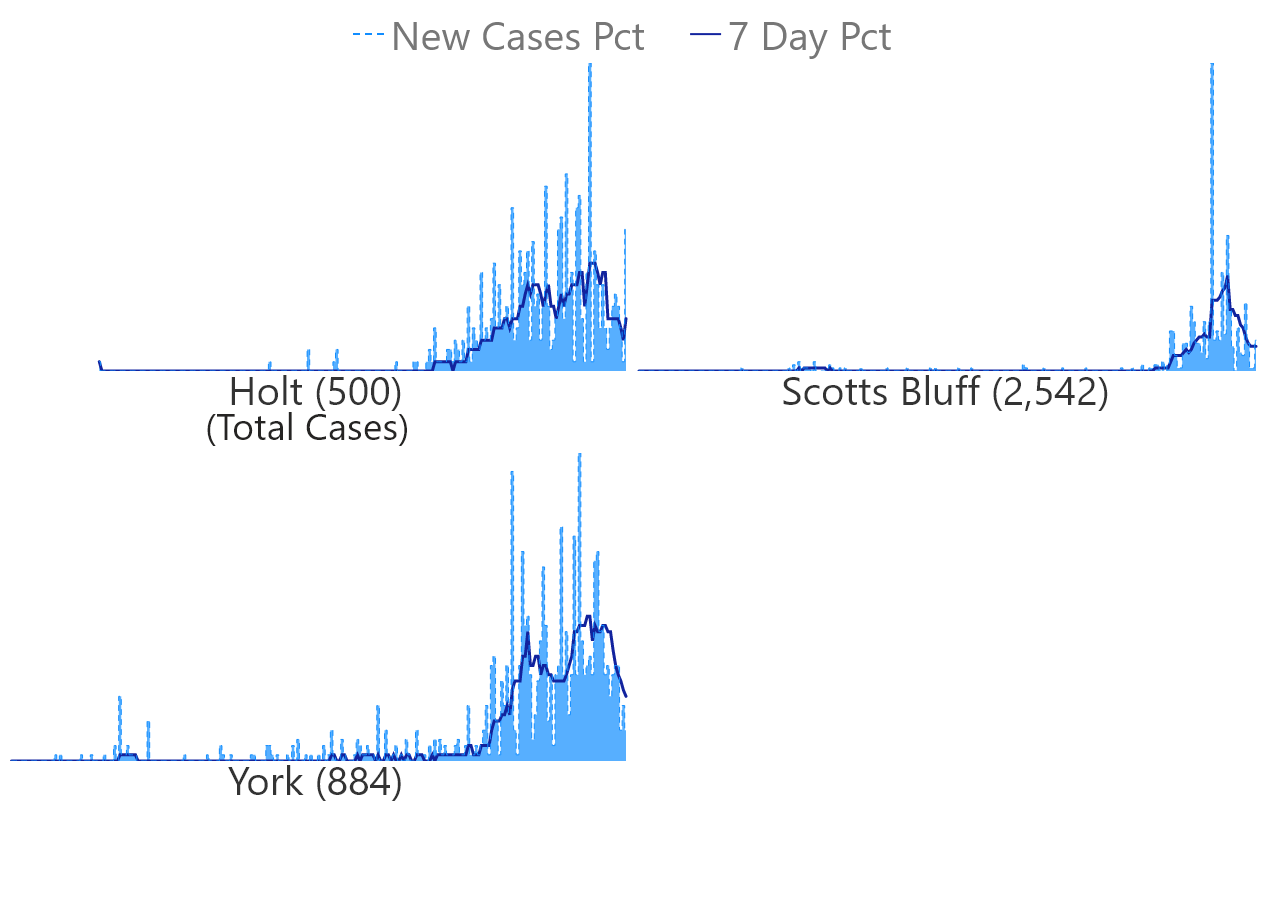 New Cases Pct 7 Day Pct
Holt (500)
(Total Cases)
Scotts Bluff (2,542)
York (884)